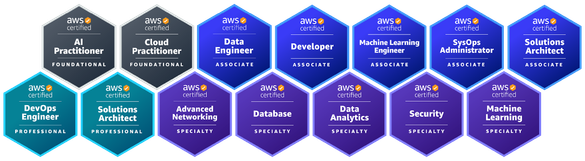 aws
certified
AI
Practitioner
FOUNDATIONAL
aws
certified
Cloud
Practitioner
FOUNDATIONAL
aws
certified
Data
Engineer
ASSOCIATE
aws
certified
Developer
ASSOCIATE
aws
certified
Machine Learning
Engineer
ASSOCIATE
aws
certified
SysOps
Administrator
ASSOCIATE
aws
certified
Solutions
Architect
ASSOCIATE
aws
certified
DevOps
Engineer
PROFESSIONAL
aws
certified
Solutions
Architect
PROFESSIONAL
aws
certified
Advanced
Networking
SPECIALTY
aws
certified
Database
SPECIALTY
aws
certified
Data
Analytics
SPECIALTY
aws
certified
Security
SPECIALTY
aws
certified
Machine
Learning
SPECIALTY